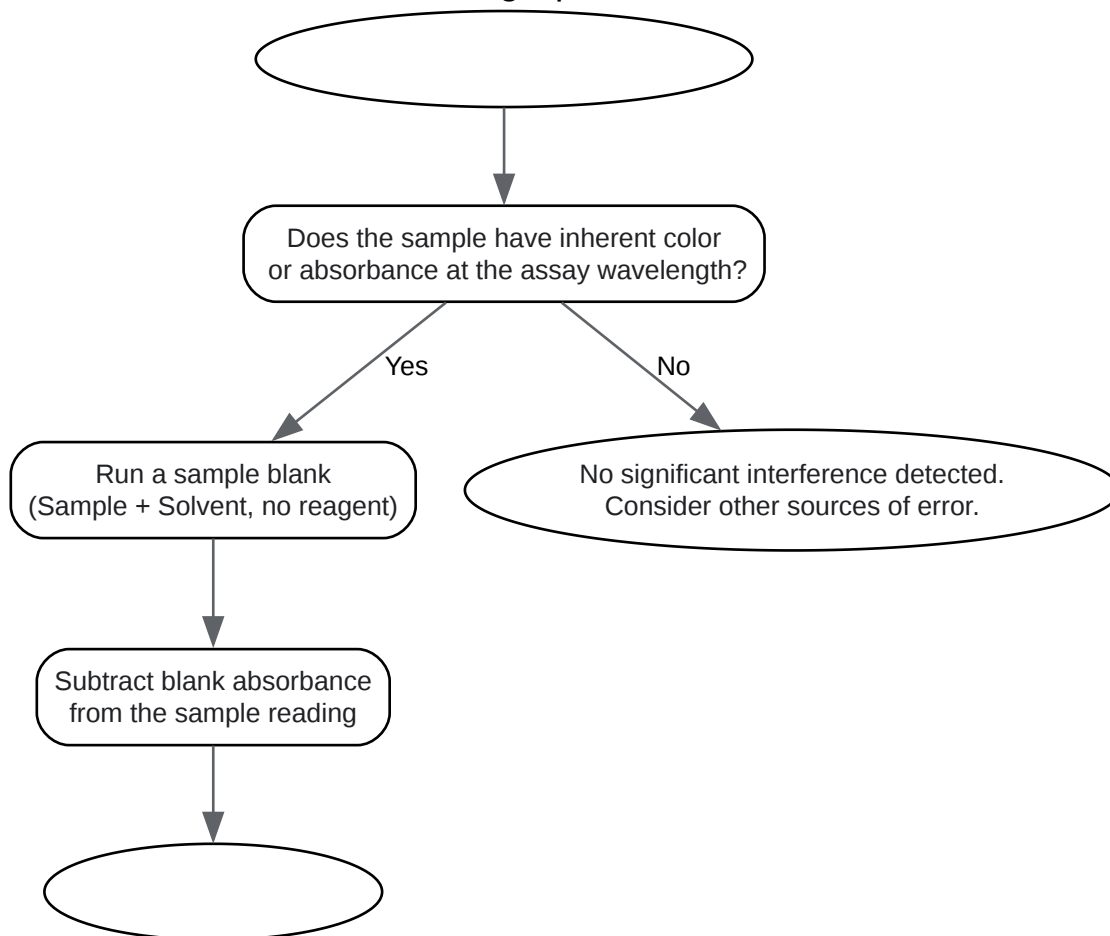 Does the sample have inherent color
or absorbance at the assay wavelength?
Yes
No
Run a sample blank
(Sample + Solvent, no reagent)
No significant interference detected.
Consider other sources of error.
Subtract blank absorbance
from the sample reading